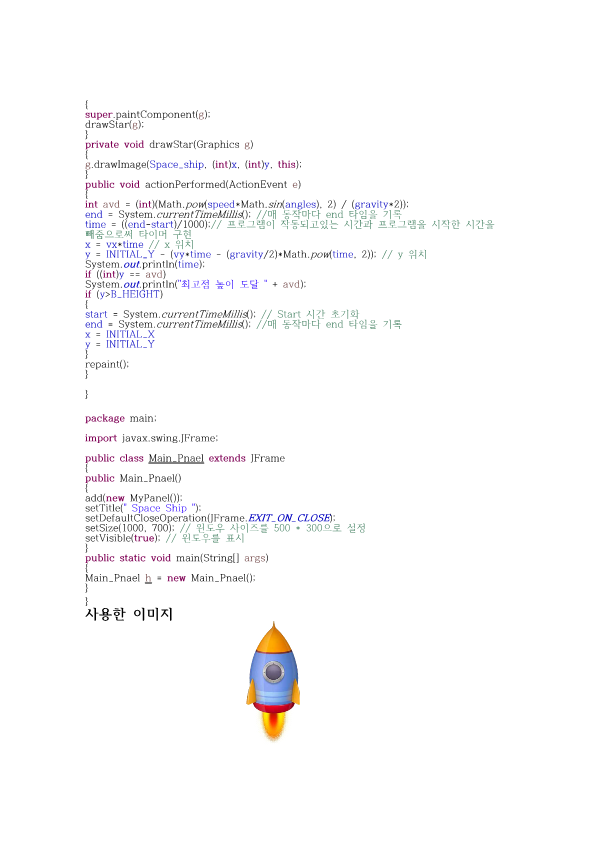 {
super.paintComponent(g);
drawStar(g);
}
private void drawStar(Graphics g)
{
g.drawImage(Space_ship, (int)x, (int)y, this);
}
public void actionPerformed(ActionEvent e)
{
int avd = (int)(Math.pow(speed*Math.sin(angles), 2) / (gravity*2));
end = System.currentTimeMillis(); //매 동작마다 end 타임을 기록
time = ((end-start)/1000);// 프로그램이 작동되고있는 시간과 프로그램을 시작한 시간을
빼줌으로써 타이머 구현
x = vx*time // x 위치
y = INITIAL_Y - (vy*time - (gravity/2)*Math.pow(time, 2)); // y 위치
System.out.println(time);
if ((int)y == avd)
System.out.println("최고점 높이 도달 " + avd);
if (y>B_HEIGHT)
{
start = System.currentTimeMillis(); // Start 시간 초기화
end = System.currentTimeMillis(); //매 동작마다 end 타임을 기록
x = INITIAL_X
y = INITIAL_Y
}
repaint();
}
}
package main;
import javax.swing.JFrame;
public class Main_Pnael extends JFrame
{
public Main_Pnael()
{
add(new MyPanel());
setTitle(" Space Ship ");
setDefaultCloseOperation(JFrame.EXIT_ON_CLOSE);
setSize(1000, 700); // 윈도우 사이즈를 500 * 300으로 설정
setVisible(true); // 윈도우를 표시
}
public static void main(String[] args)
{
Main_Pnael h = new Main_Pnael();
}
}
사용한 이미지